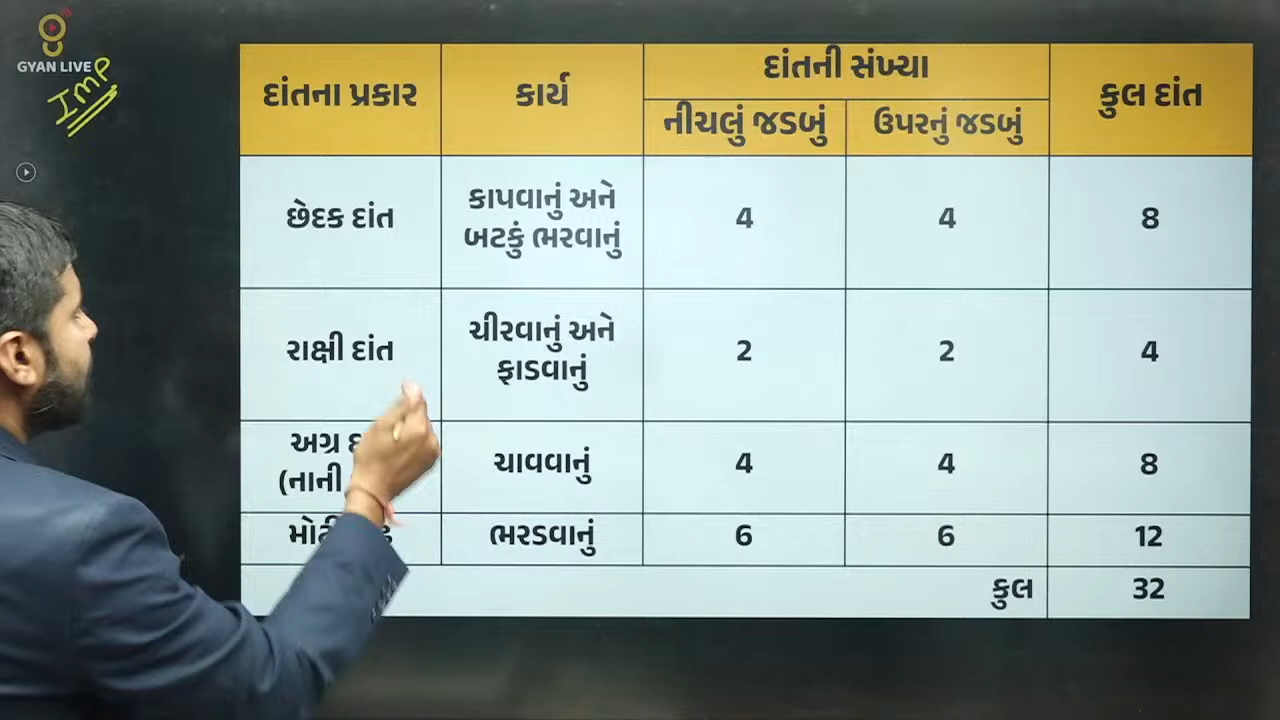 GYAN LIVE
IMP
દાંતના પ્રકાર કાર્ય દાંતની સંખ્યા કુલ દાંત
નીચલું જડબું ઉપરનું જડબું
છેદક દાંત કાપવાનું અને બટકું ભરવાનું 4 4 8
રાક્ષી દાંત ચીરવાનું અને ફાડવાનું 2 2 4
અગ્ર
(નાની ચાવવાનું 4 4 8
ભરડવાનું 6 6 12
કુલ 32